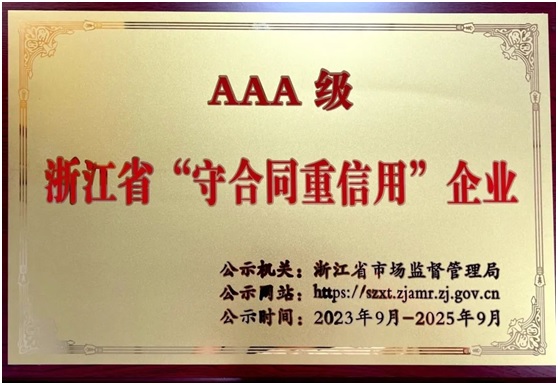 AAA 级
浙江省“守合同重信用”企业
公示机关：浙江省市场监督管理局
公示网站：https://szxt.zjamr.zj.gov.cn
公示时间：2023年9月-2025年9月